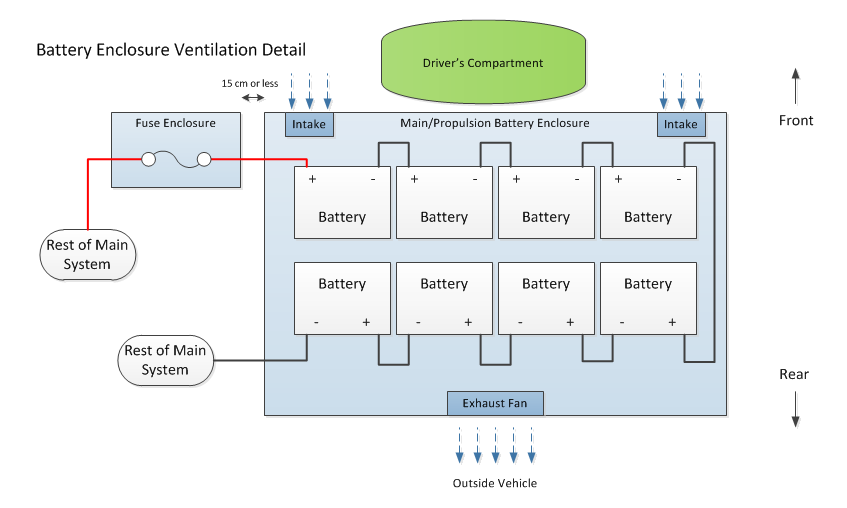 Battery Enclosure Ventilation Detail
Driver's Compartment
15 cm or less
Front
Fuse Enclosure
Intake
Main/Propulsion Battery Enclosure
Intake
+ - + - + - + -
Battery Battery Battery Battery
Rest of Main
System
Battery Battery Battery Battery
- + - + - + - +
Rest of Main
System
Rear
Exhaust Fan
Outside Vehicle